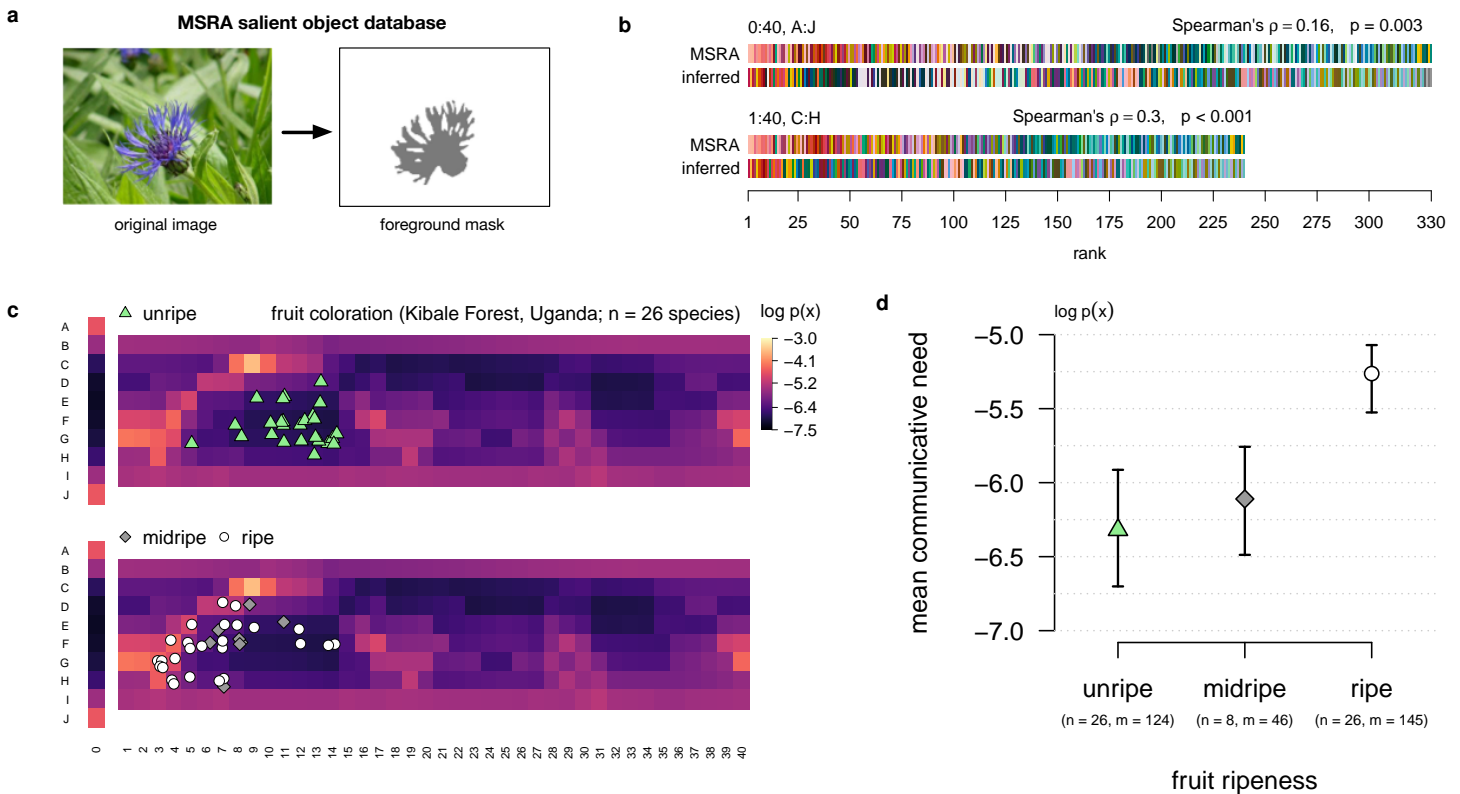 a
MSRA salient object database
original image
foreground mask
b
0:40, A:J
Spearman's ρ = 0.16, p = 0.003
MSRA
inferred
1:40, C:H
Spearman's ρ = 0.3, p < 0.001
MSRA
inferred
1 25 50 75 100 125 150 175 200 225 250 275 300 330
rank
c
unripe
fruit coloration (Kibale Forest, Uganda; n = 26 species)
log p(x)
−3.0
−4.1
−5.2
−6.4
−7.5
A
B
C
D
E
F
G
H
I
J
midripe ripe
A
B
C
D
E
F
G
H
I
J
0 1 2 3 4 5 6 7 8 9 10 11 12 13 14 15 16 17 18 19 20 21 22 23 24 25 26 27 28 29 30 31 32 33 34 35 36 37 38 39 40
d
log p(x)
mean communicative need
−5.0
−5.5
−6.0
−6.5
−7.0
unripe midripe ripe
(n = 26, m = 124) (n = 8, m = 46) (n = 26, m = 145)
fruit ripeness